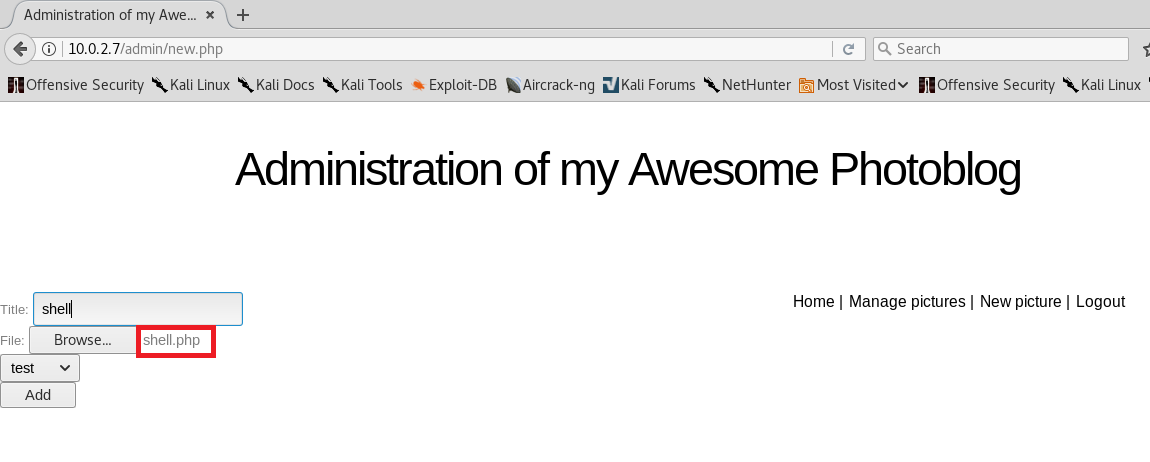 Administration of my Awe...
10.0.2.7/admin/new.php Search
Offensive Security Kali Linux Kali Docs Kali Tools Exploit-DB Aircrack-ng Kali Forums NetHunter Most Visited Offensive Security Kali Linux
Administration of my Awesome Photoblog
Home | Manage pictures | New picture | Logout
Title: shell
File: Browse... shell.php
test
Add